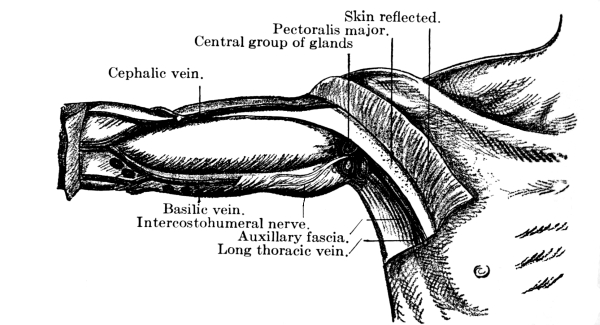 Skin reflected.
Pectoralis major.
Central group of glands
Cephalic vein.
Basilic vein.
Intercostohumeral nerve.
Auxillary fascia.
Long thoracic vein.